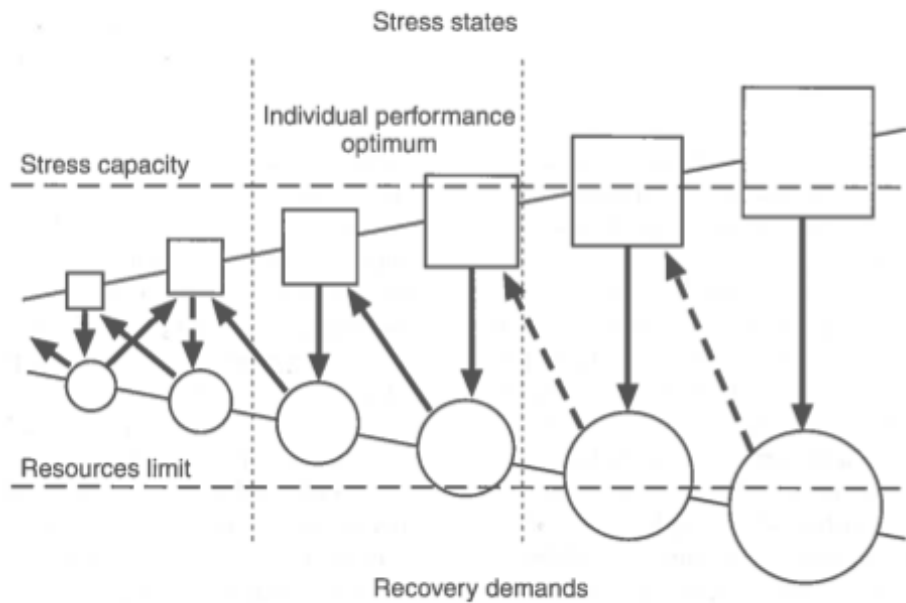 Stress states
Individual performance
optimum
Stress capacity
Resources limit
Recovery demands